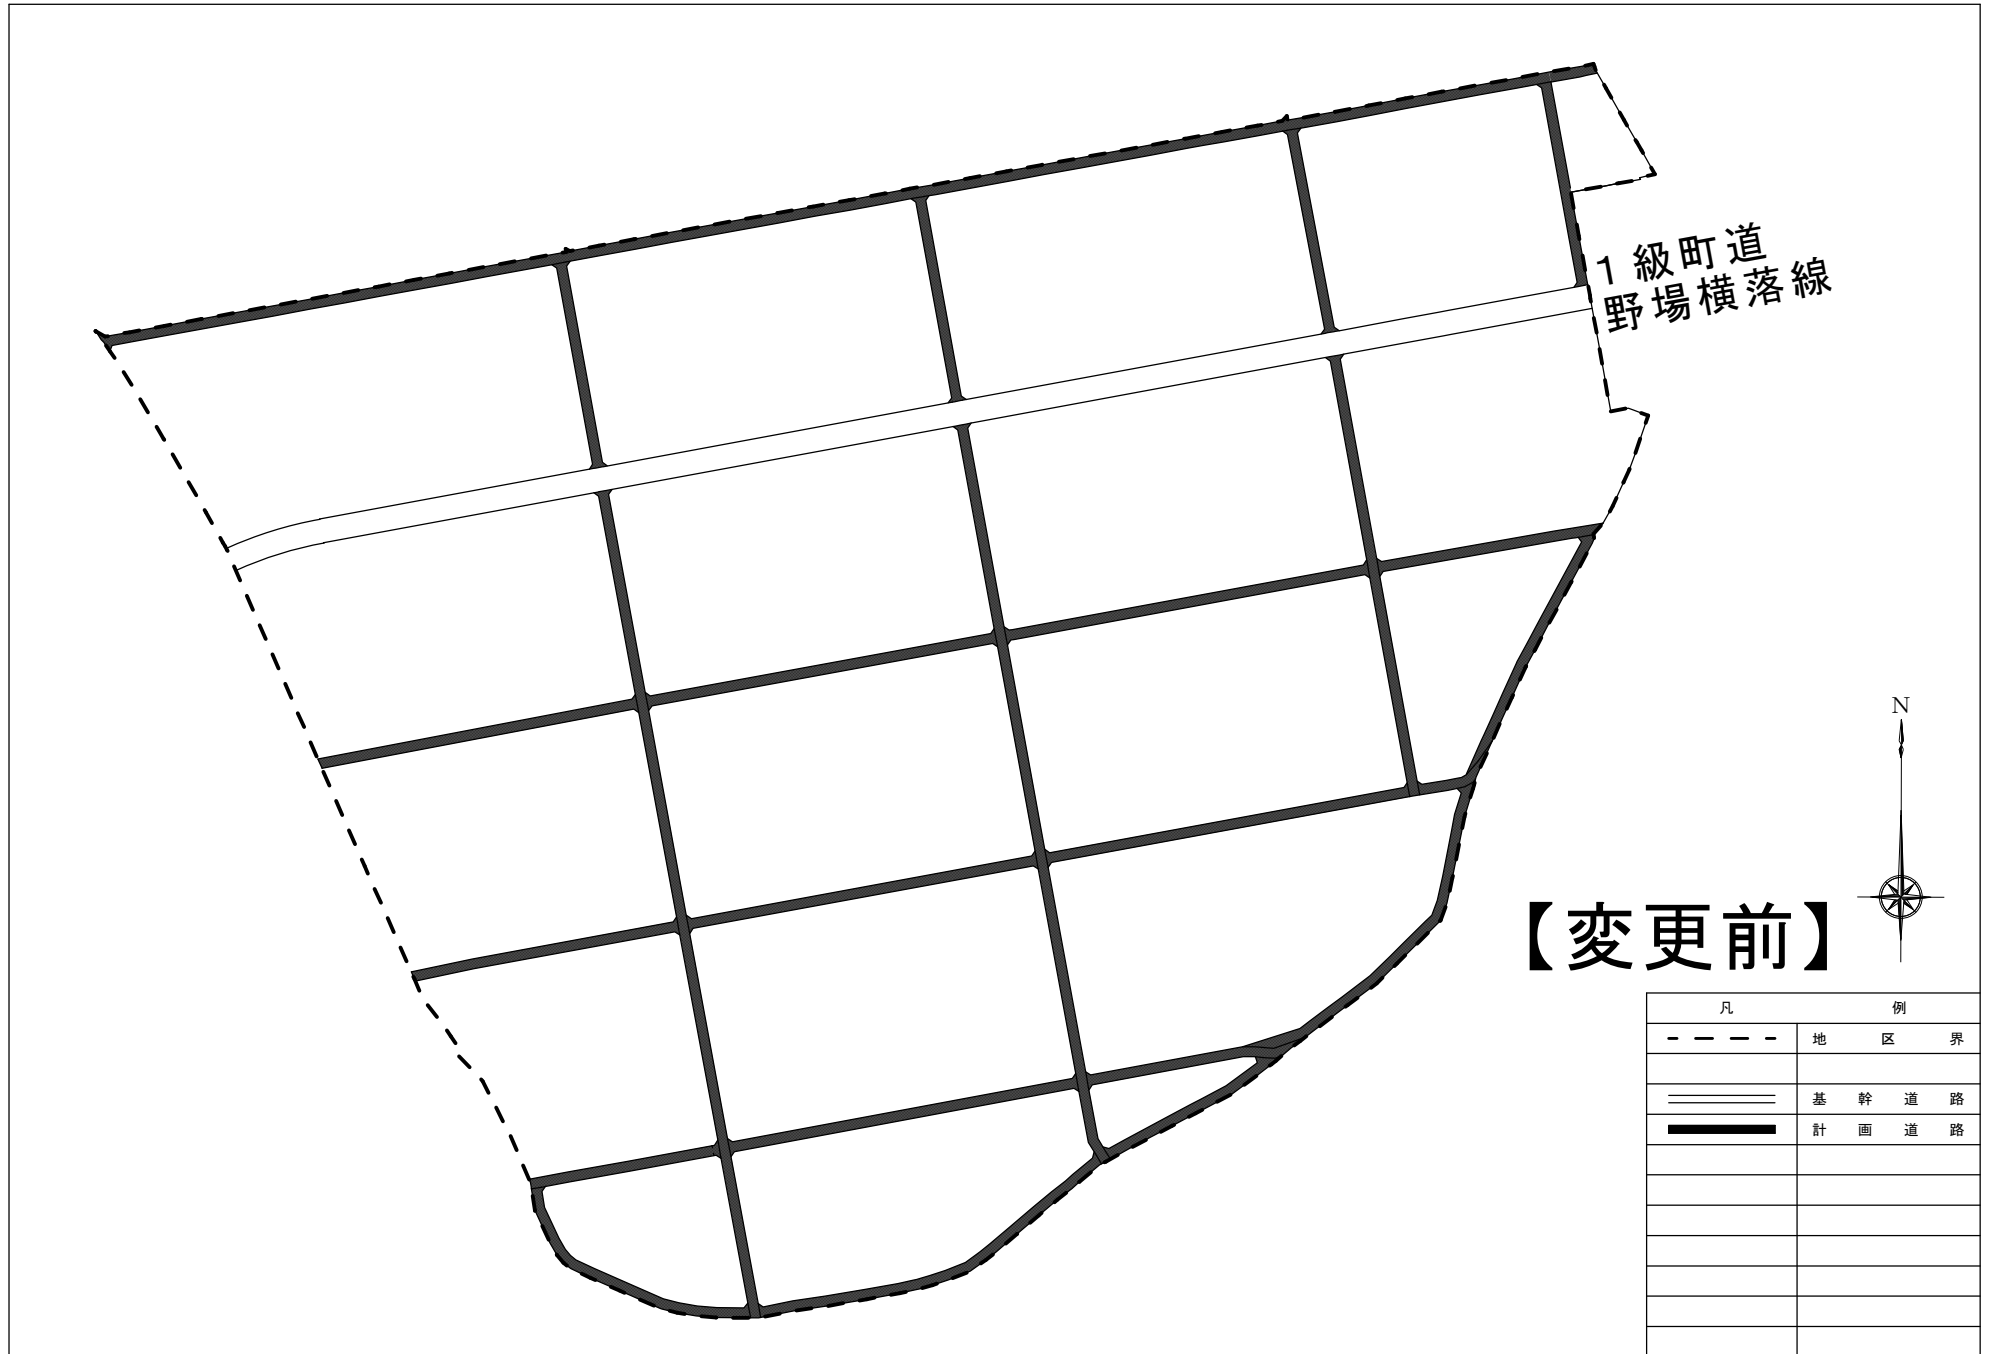 1級町道
野場横落線
N
【変更前】
凡 例
地 区 界
基 幹 道 路
計 画 道 路